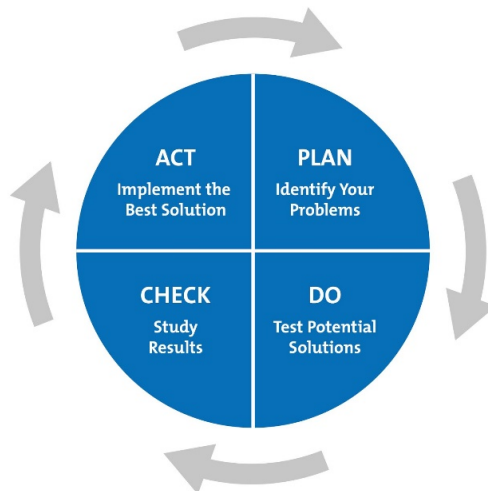 ACT
Implement the
Best Solution
PLAN
Identify Your
Problems
CHECK
Study
Results
DO
Test Potential
Solutions